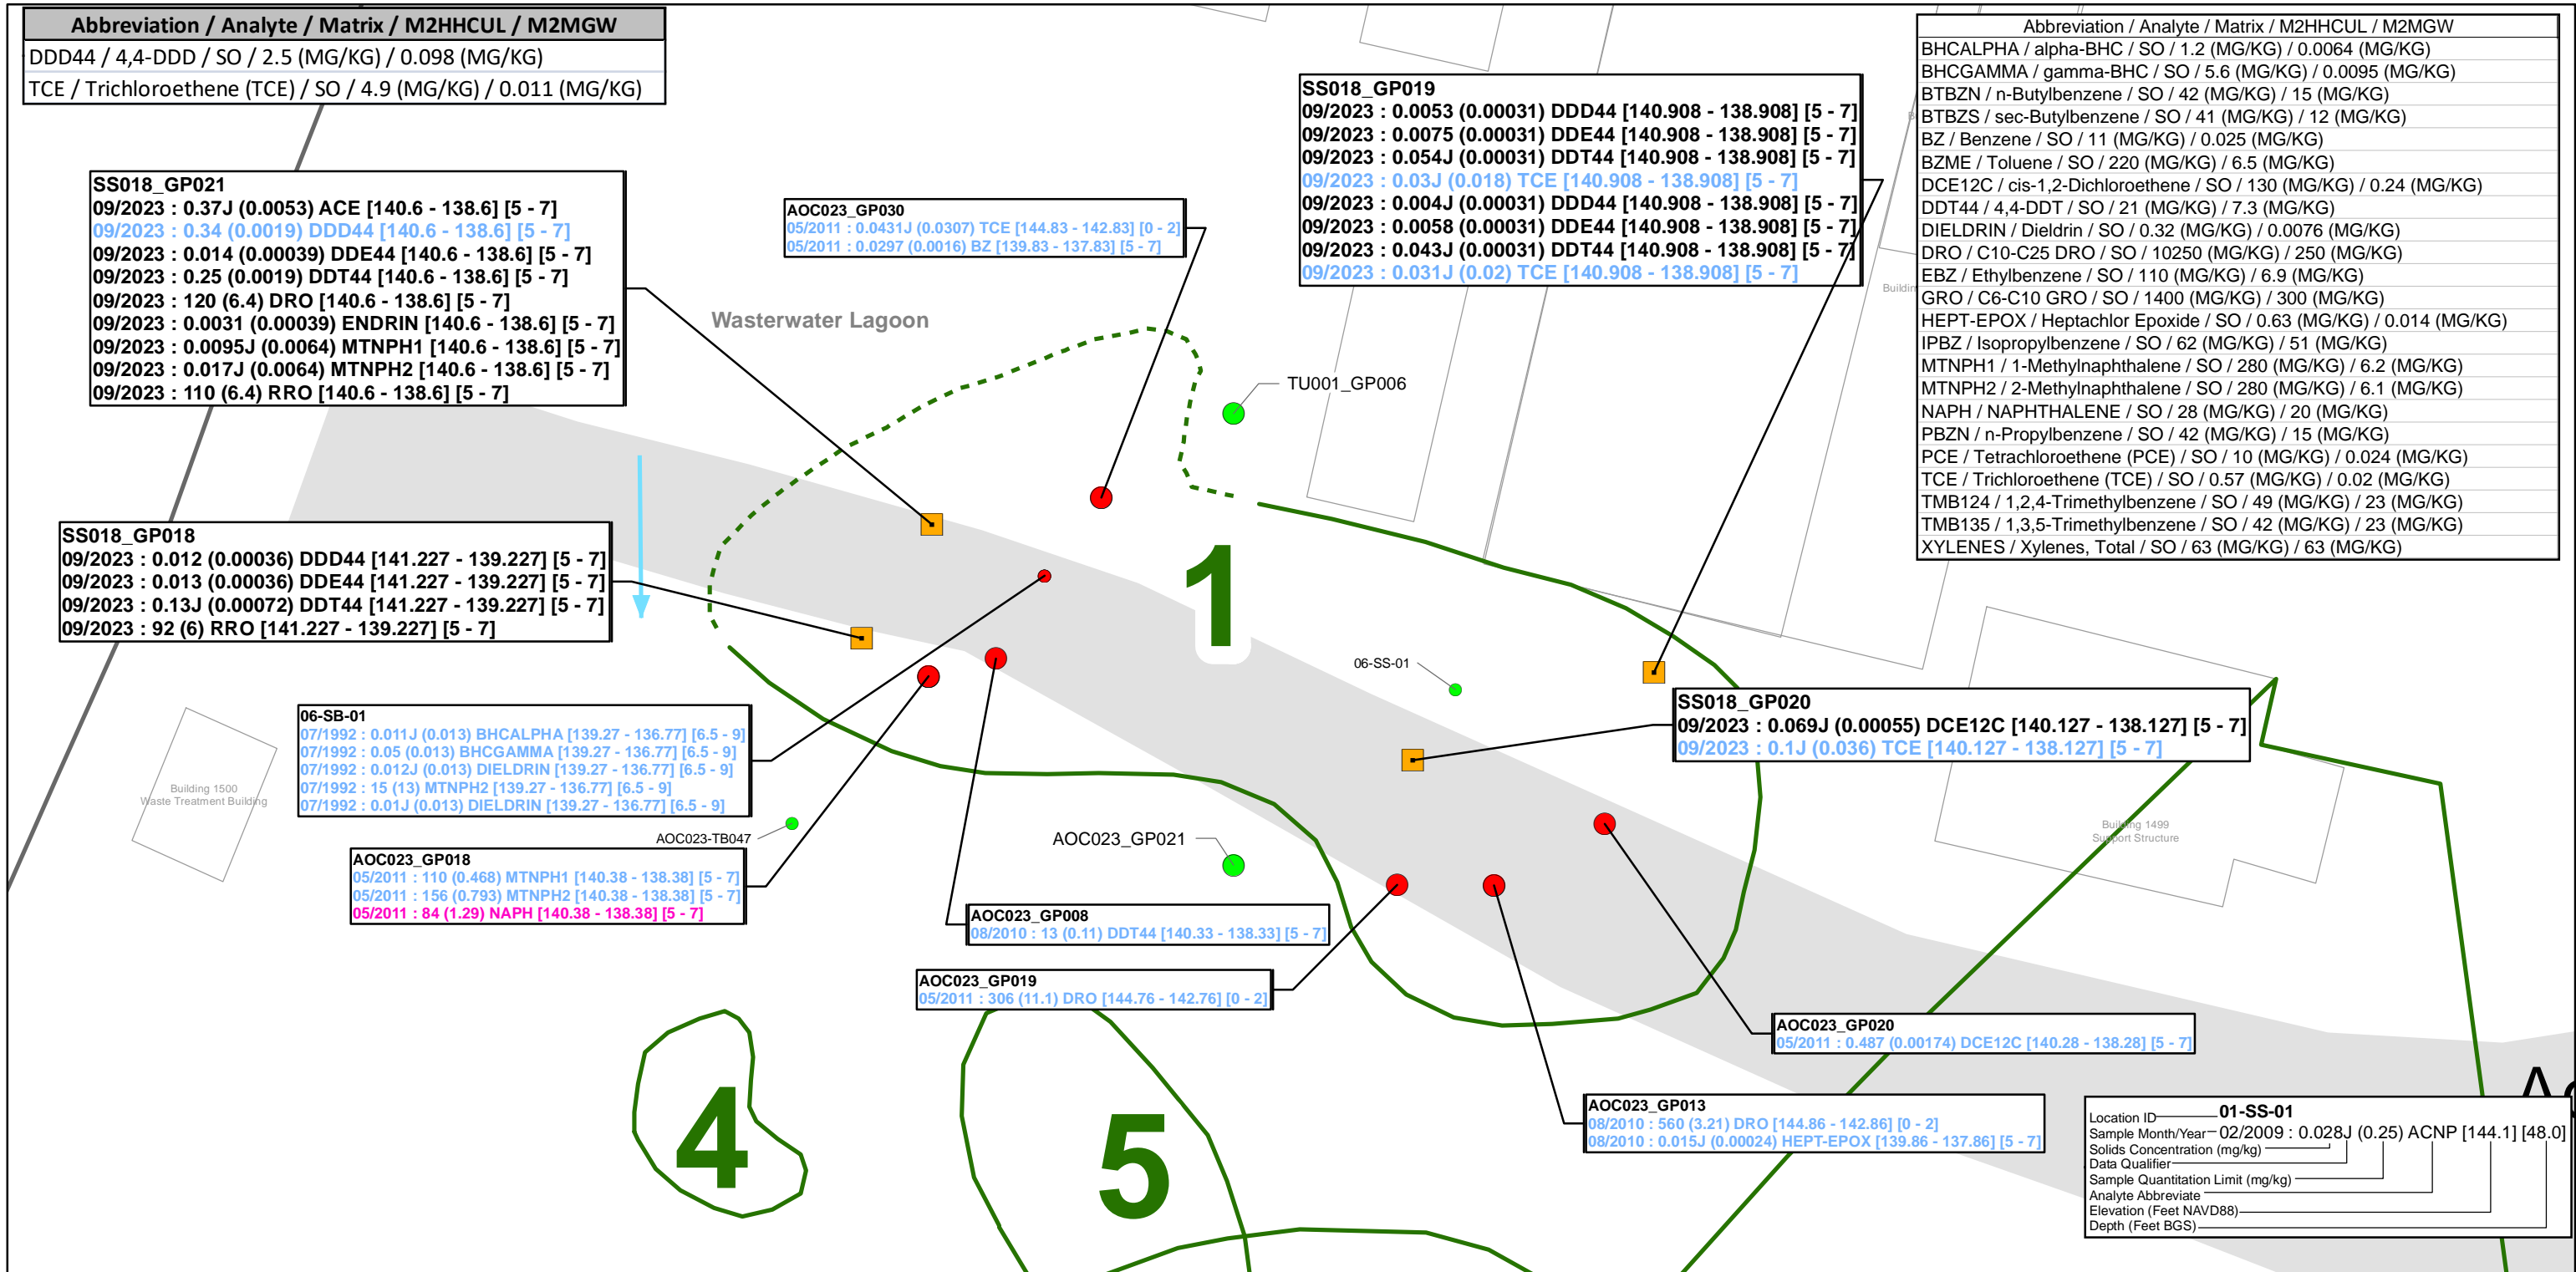 Abbreviation / Analyte / Matrix / M2HHCUL / M2MGW
DDD44 / 4,4-DDD / SO / 2.5 (MG/KG) / 0.098 (MG/KG)
TCE / Trichloroethene (TCE) / SO / 4.9 (MG/KG) / 0.011 (MG/KG)
Abbreviation / Analyte / Matrix / M2HHCUL / M2MGW
BHCALPHA / alpha-BHC / SO / 1.2 (MG/KG) / 0.0064 (MG/KG)
BHCGAMMA / gamma-BHC / SO / 5.6 (MG/KG) / 0.0095 (MG/KG)
BTBZN / n-Butylbenzene / SO / 42 (MG/KG) / 15 (MG/KG)
BTBZS / sec-Butylbenzene / SO / 41 (MG/KG) / 12 (MG/KG)
BZ / Benzene / SO / 11 (MG/KG) / 0.025 (MG/KG)
BZME / Toluene / SO / 220 (MG/KG) / 6.5 (MG/KG)
DCE12C / cis-1,2-Dichloroethene / SO / 130 (MG/KG) / 0.24 (MG/KG)
DDT44 / 4,4-DDT / SO / 21 (MG/KG) / 7.3 (MG/KG)
DIELDRIN / Dieldrin / SO / 0.32 (MG/KG) / 0.0076 (MG/KG)
DRO / C10-C25 DRO / SO / 10250 (MG/KG) / 250 (MG/KG)
EBZ / Ethylbenzene / SO / 110 (MG/KG) / 6.9 (MG/KG)
GRO / C6-C10 GRO / SO / 1400 (MG/KG) / 300 (MG/KG)
HEPT-EPOX / Heptachlor Epoxide / SO / 0.63 (MG/KG) / 0.014 (MG/KG)
IPBZ / Isopropylbenzene / SO / 62 (MG/KG) / 51 (MG/KG)
MTNPH1 / 1-Methylnaphthalene / SO / 280 (MG/KG) / 6.2 (MG/KG)
MTNPH2 / 2-Methylnaphthalene / SO / 280 (MG/KG) / 6.1 (MG/KG)
NAPH / NAPHTHALENE / SO / 28 (MG/KG) / 20 (MG/KG)
PBZN / n-Propylbenzene / SO / 42 (MG/KG) / 15 (MG/KG)
PCE / Tetrachloroethene (PCE) / SO / 10 (MG/KG) / 0.024 (MG/KG)
TCE / Trichloroethene (TCE) / SO / 0.57 (MG/KG) / 0.02 (MG/KG)
TMB124 / 1,2,4-Trimethylbenzene / SO / 49 (MG/KG) / 23 (MG/KG)
TMB135 / 1,3,5-Trimethylbenzene / SO / 42 (MG/KG) / 23 (MG/KG)
XYLENES / Xylenes, Total / SO / 63 (MG/KG) / 63 (MG/KG)
SS018_GP019
09/2023 : 0.0053 (0.00031) DDD44 [140.908 - 138.908] [5 - 7]
09/2023 : 0.0075 (0.00031) DDE44 [140.908 - 138.908] [5 - 7]
09/2023 : 0.054J (0.00031) DDT44 [140.908 - 138.908] [5 - 7]
09/2023 : 0.03J (0.018) TCE [140.908 - 138.908] [5 - 7]
09/2023 : 0.004J (0.00031) DDD44 [140.908 - 138.908] [5 - 7]
09/2023 : 0.0058 (0.00031) DDE44 [140.908 - 138.908] [5 - 7]
09/2023 : 0.043J (0.00031) DDT44 [140.908 - 138.908] [5 - 7]
09/2023 : 0.031J (0.02) TCE [140.908 - 138.908] [5 - 7]
SS018_GP021
09/2023 : 0.37J (0.0053) ACE [140.6 - 138.6] [5 - 7]
09/2023 : 0.34 (0.0019) DDD44 [140.6 - 138.6] [5 - 7]
09/2023 : 0.014 (0.00039) DDE44 [140.6 - 138.6] [5 - 7]
09/2023 : 0.25 (0.0019) DDT44 [140.6 - 138.6] [5 - 7]
09/2023 : 120 (6.4) DRO [140.6 - 138.6] [5 - 7]
09/2023 : 0.0031 (0.00039) ENDRIN [140.6 - 138.6] [5 - 7]
09/2023 : 0.0095J (0.0064) MTNPH1 [140.6 - 138.6] [5 - 7]
09/2023 : 0.017J (0.0064) MTNPH2 [140.6 - 138.6] [5 - 7]
09/2023 : 110 (6.4) RRO [140.6 - 138.6] [5 - 7]
AOC023_GP030
05/2011 : 0.0431J (0.0307) TCE [144.83 - 142.83] [0 - 2]
05/2011 : 0.0297 (0.0016) BZ [139.83 - 137.83] [5 - 7]
Building
Wasterwater Lagoon
TU001_GP006
SS018_GP018
09/2023 : 0.012 (0.00036) DDD44 [141.227 - 139.227] [5 - 7]
09/2023 : 0.013 (0.00036) DDE44 [141.227 - 139.227] [5 - 7]
09/2023 : 0.13J (0.00072) DDT44 [141.227 - 139.227] [5 - 7]
09/2023 : 92 (6) RRO [141.227 - 139.227] [5 - 7]
1
06-SS-01
SS018_GP020
09/2023 : 0.069J (0.00055) DCE12C [140.127 - 138.127] [5 - 7]
09/2023 : 0.1J (0.036) TCE [140.127 - 138.127] [5 - 7]
06-SB-01
07/1992 : 0.011J (0.013) BHCALPHA [139.27 - 136.77] [6.5 - 9]
07/1992 : 0.05 (0.013) BHCGAMMA [139.27 - 136.77] [6.5 - 9]
07/1992 : 0.012J (0.013) DIELDRIN [139.27 - 136.77] [6.5 - 9]
07/1992 : 15 (13) MTNPH2 [139.27 - 136.77] [6.5 - 9]
07/1992 : 0.01J (0.013) DIELDRIN [139.27 - 136.77] [6.5 - 9]
Building 1500
Waste Treatment Building
AOC023-TB047
AOC023_GP021
Building 1499
Support Structure
AOC023_GP018
05/2011 : 110 (0.468) MTNPH1 [140.38 - 138.38] [5 - 7]
05/2011 : 156 (0.793) MTNPH2 [140.38 - 138.38] [5 - 7]
05/2011 : 84 (1.29) NAPH [140.38 - 138.38] [5 - 7]
AOC023_GP008
08/2010 : 13 (0.11) DDT44 [140.33 - 138.33] [5 - 7]
AOC023_GP019
05/2011 : 306 (11.1) DRO [144.76 - 142.76] [0 - 2]
AOC023_GP020
05/2011 : 0.487 (0.00174) DCE12C [140.28 - 138.28] [5 - 7]
AOC023_GP013
08/2010 : 560 (3.21) DRO [144.86 - 142.86] [0 - 2]
08/2010 : 0.015J (0.00024) HEPT-EPOX [139.86 - 137.86] [5 - 7]
4
5
Location ID 01-SS-01
Sample Month/Year 02/2009 : 0.028J (0.25) ACNP [144.1] [48.0]
Solids Concentration (mg/kg)
Data Qualifier
Sample Quantitation Limit (mg/kg)
Analyte Abbreviate
Elevation (Feet NAVD88)
Depth (Feet BGS)